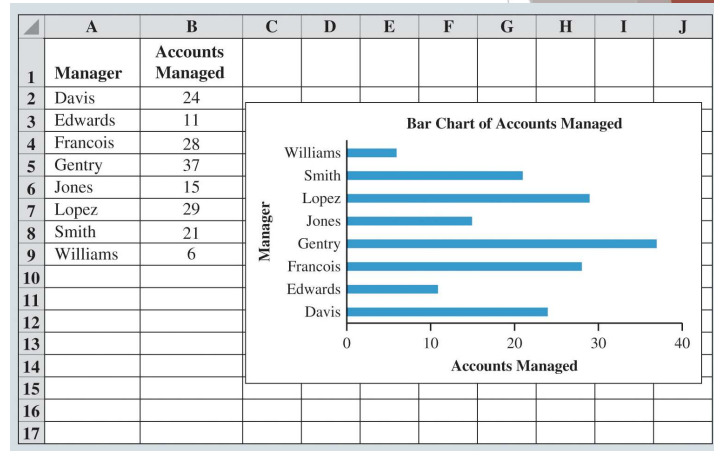 A B C D E F G H I J
Accounts
1 Manager Managed
2 Davis 24
3 Edwards 11
4 Francois 28
5 Gentry 37
6 Jones 15
7 Lopez 29
8 Smith 21
9 Williams 6
10
11
12
13
14
15
16
17
Bar Chart of Accounts Managed
Manager
Williams
Smith
Lopez
Jones
Gentry
Francois
Edwards
Davis
0 10 20 30 40
Accounts Managed